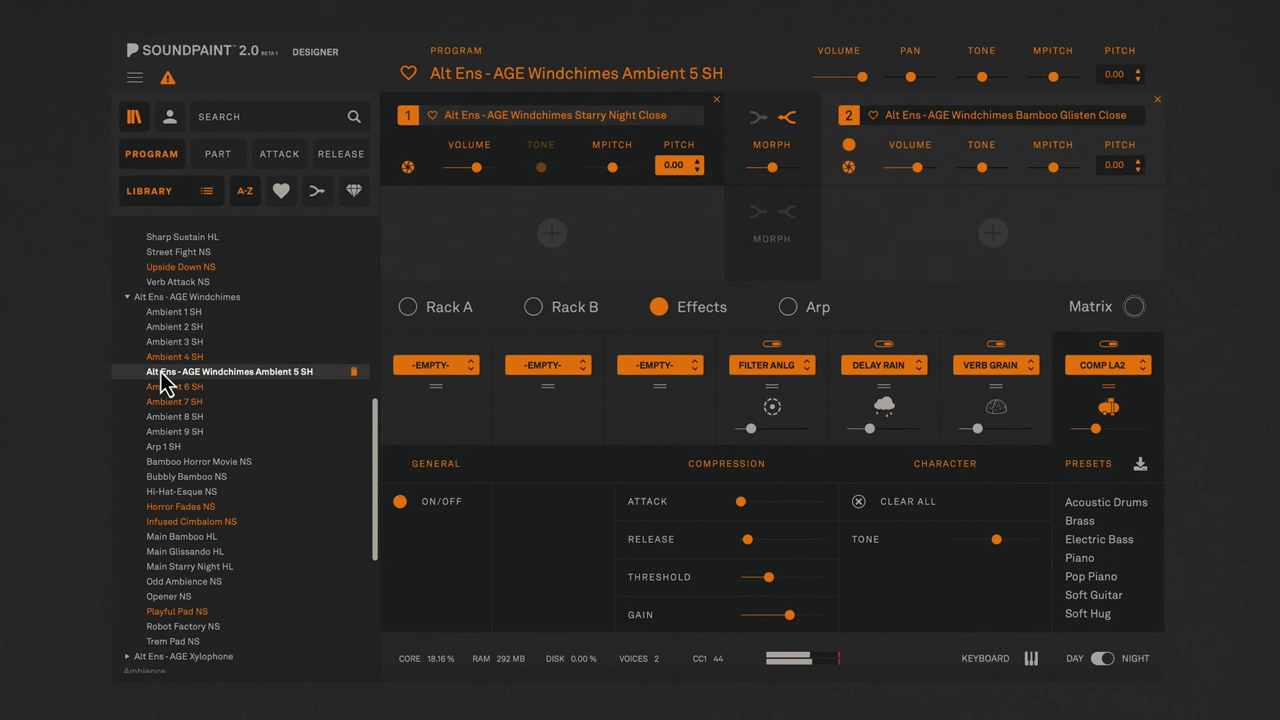 SOUNDPAINT™ 2.0 BETA 1 DESIGNER
PROGRAM
Alt Ens - AGE Windchimes Ambient 5 SH
VOLUME PAN TONE MPITCH PITCH
0.00
SEARCH
PROGRAM PART ATTACK RELEASE
LIBRARY A-Z
Sharp Sustain HL
Street Fight NS
Upside Down NS
Verb Attack NS
Alt Ens - AGE Windchimes
Ambient 1 SH
Ambient 2 SH
Ambient 3 SH
Ambient 4 SH
Alt Ens - AGE Windchimes Ambient 5 SH
Ambient 6 SH
Ambient 7 SH
Ambient 8 SH
Ambient 9 SH
Arp 1 SH
Bamboo Horror Movie NS
Bubbly Bamboo NS
Hi-Hat-Esque NS
Horror Fades NS
Infused Cimbalom NS
Main Bamboo HL
Main Glissando HL
Main Starry Night HL
Odd Ambience NS
Opener NS
Playful Pad NS
Robot Factory NS
Trem Pad NS
Alt Ens - AGE Xylophone
Ambience
1 Alt Ens - AGE Windchimes Starry Night Close
VOLUME TONE MPITCH PITCH
0.00
MORPH
MORPH
2 Alt Ens - AGE Windchimes Bamboo Glisten Close
VOLUME TONE MPITCH PITCH
0.00
Rack A Rack B Effects Arp Matrix
-EMPTY- -EMPTY- -EMPTY- FILTER ANLG DELAY RAIN VERB GRAIN COMP LA2
GENERAL
ON/OFF
COMPRESSION
ATTACK
RELEASE
THRESHOLD
GAIN
CHARACTER
CLEAR ALL
TONE
PRESETS
Acoustic Drums
Brass
Electric Bass
Piano
Pop Piano
Soft Guitar
Soft Hug
CORE 18.16 % RAM 292 MB DISK 0.00 % VOICES 2 CC1 44 KEYBOARD DAY NIGHT